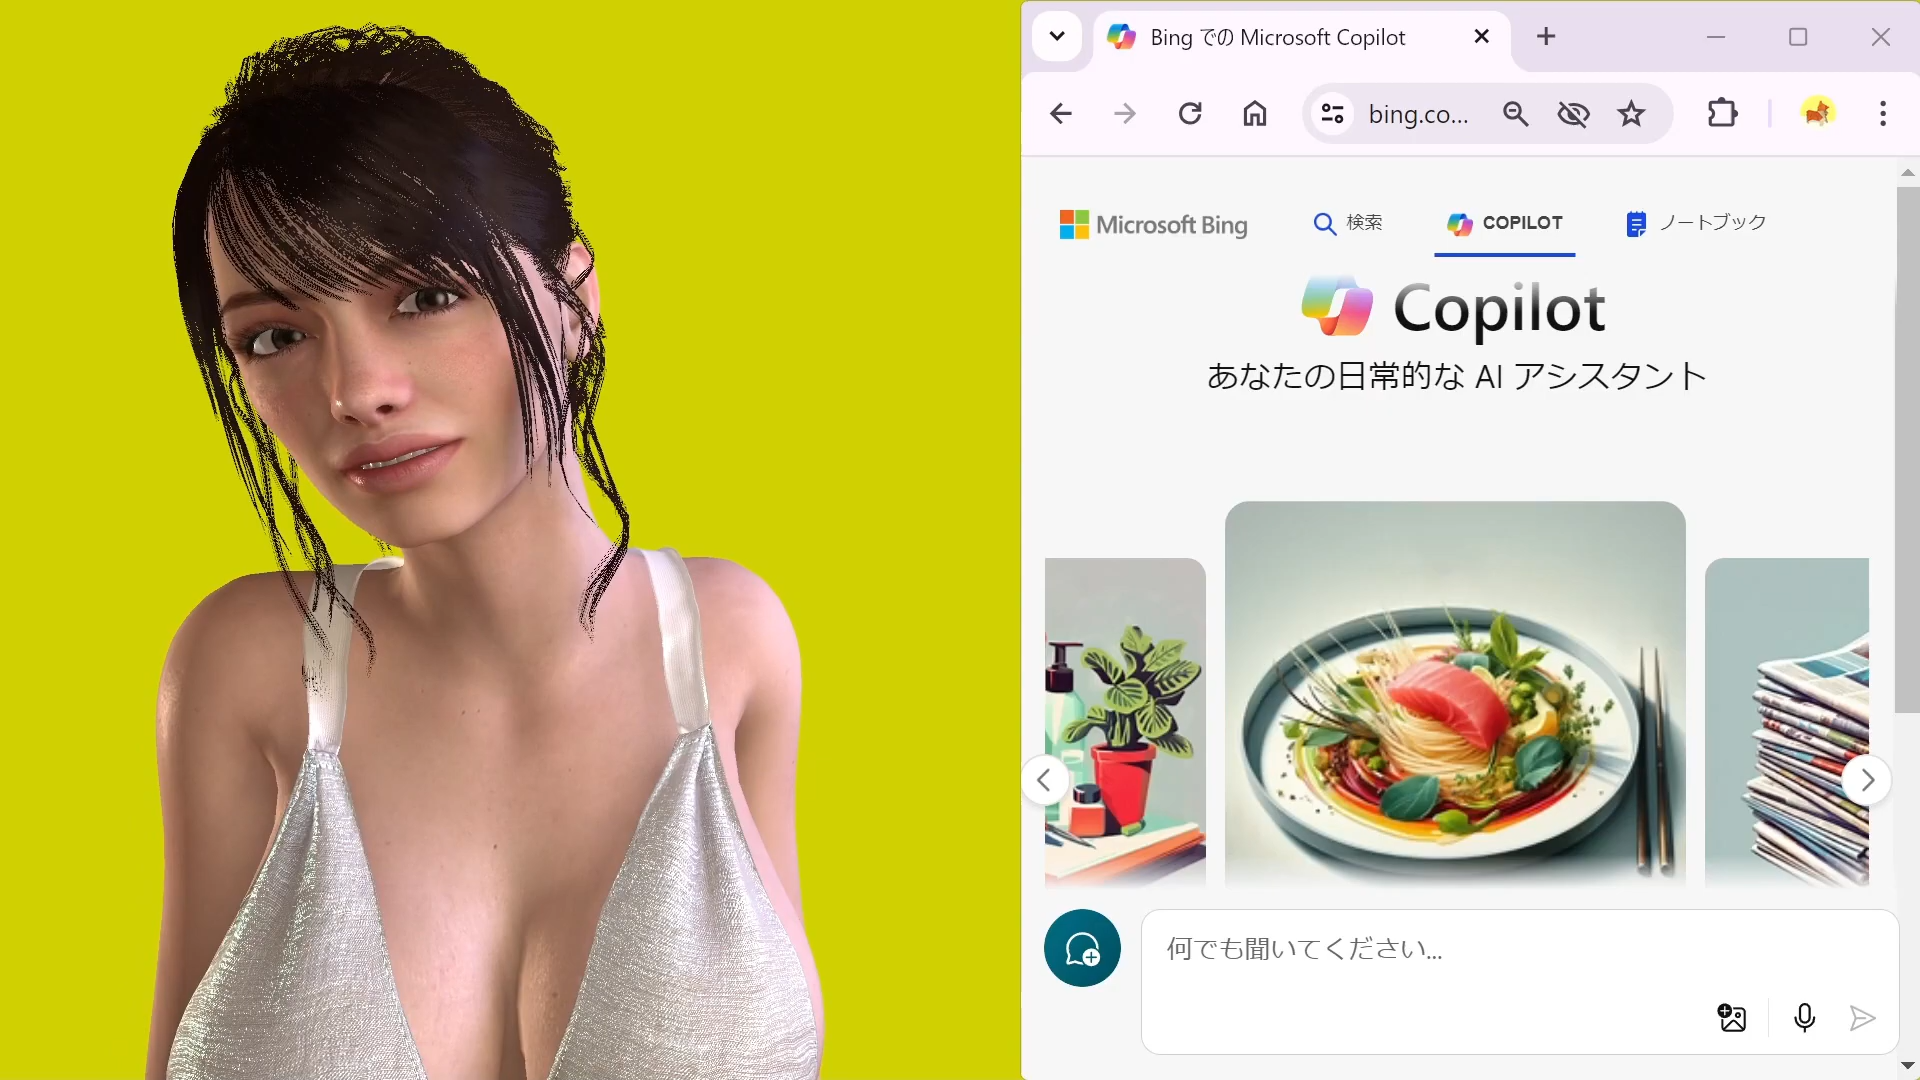 Bing での Microsoft Copilot
bing.co...
Microsoft Bing
検索
COPILOT
ノートブック
Copilot
あなたの日常的な AI アシスタント
何でも聞いてください...